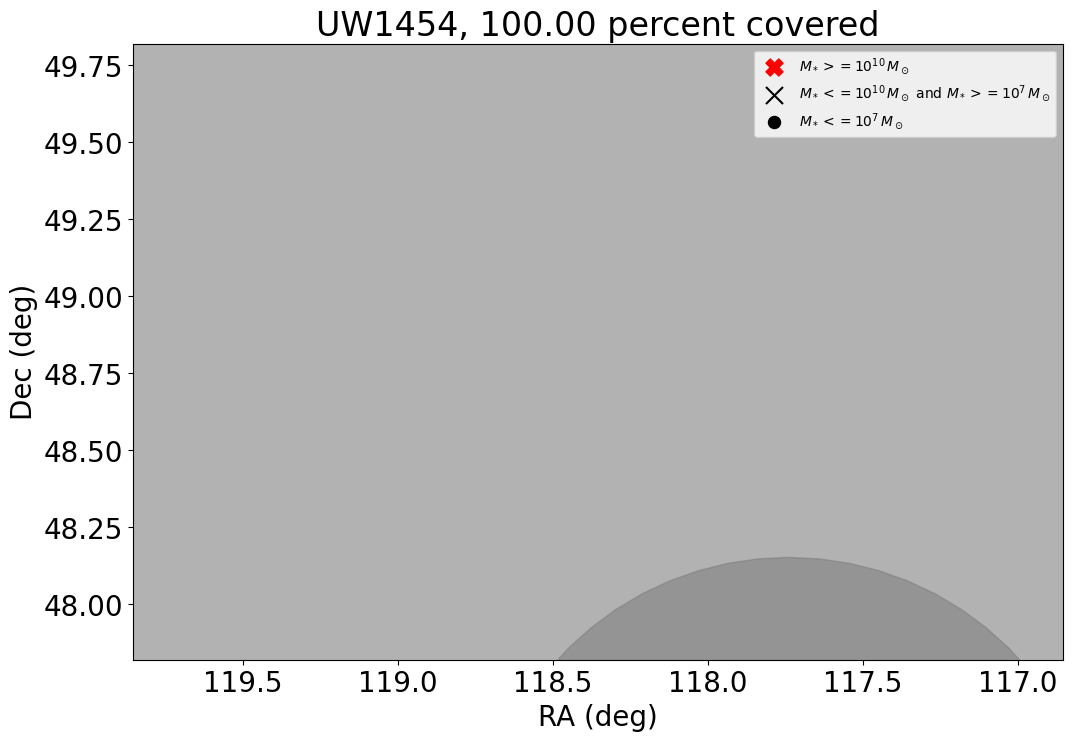 UW1454, 100.00 percent covered
M* >= 10^10 M⊙
M* <= 10^10 M⊙ and M* >= 10^7 M⊙
M* <= 10^7 M⊙
49.75
49.50
49.25
49.00
48.75
48.50
48.25
48.00
Dec (deg)
119.5 119.0 118.5 118.0 117.5 117.0
RA (deg)